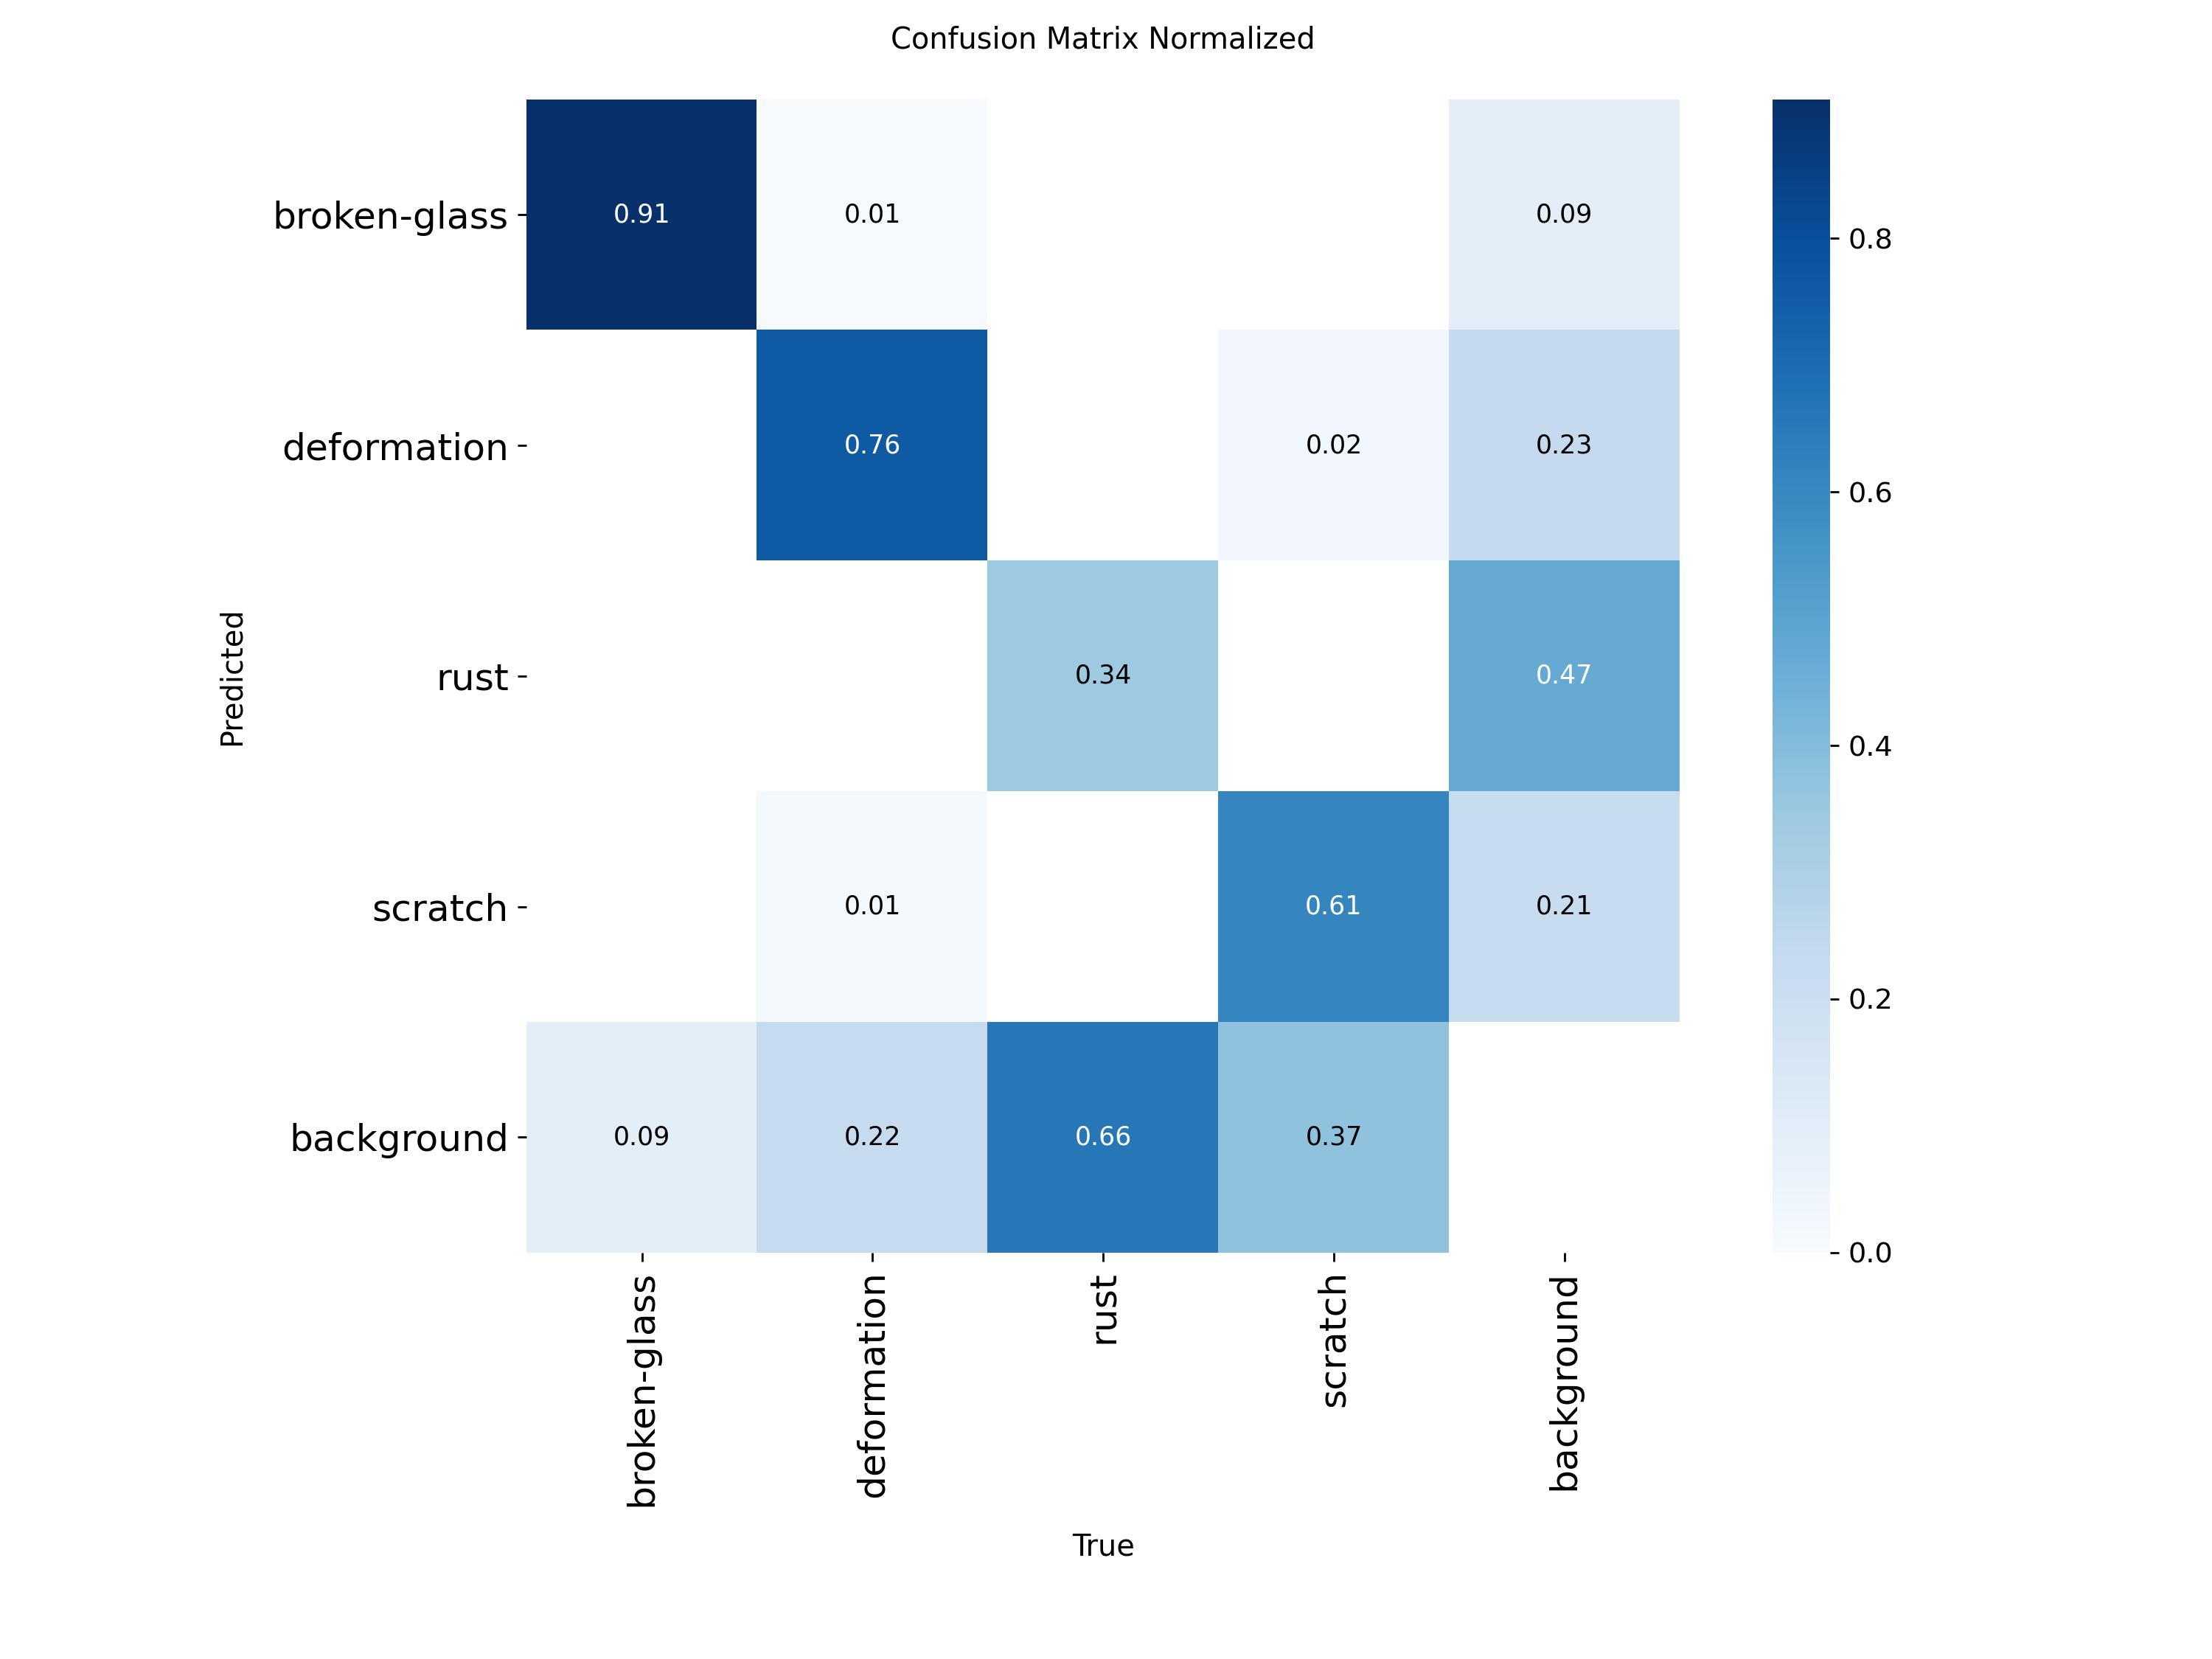 Confusion Matrix Normalized
broken-glass 0.91 0.01 0.09
deformation 0.76 0.02 0.23
rust 0.34 0.47
scratch 0.01 0.61 0.21
background 0.09 0.22 0.66 0.37
Predicted
broken-glass
deformation
rust
scratch
background
True
0.8
0.6
0.4
0.2
0.0